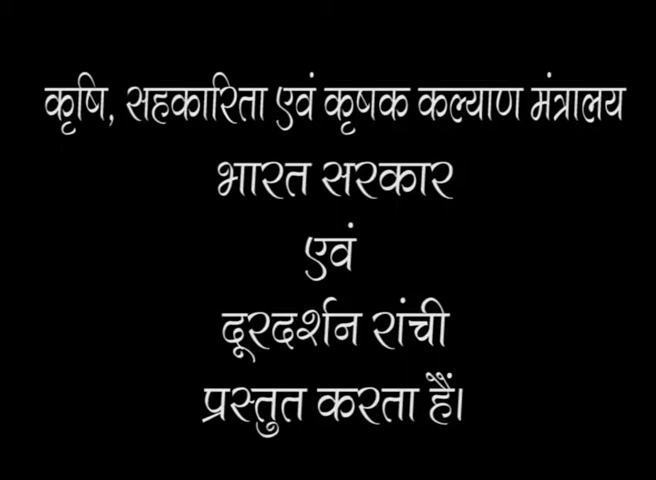 कृषि, सहकारिता एवं कृषक कल्याण मंत्रालय
भारत सरकार
एवं
दूरदर्शन रांची
प्रस्तुत करता हैं।